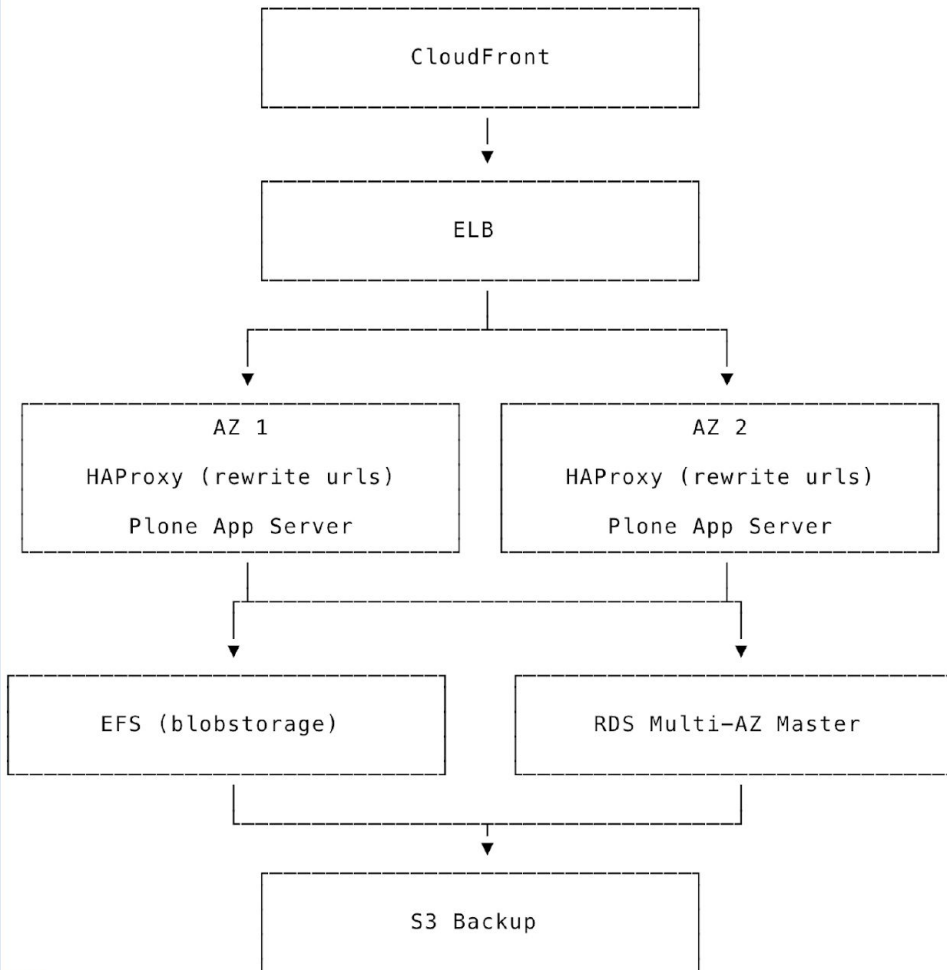 CloudFront
ELB
AZ 1
HAProxy (rewrite urls)
Plone App Server
AZ 2
HAProxy (rewrite urls)
Plone App Server
EFS (blobstorage)
RDS Multi-AZ Master
S3 Backup